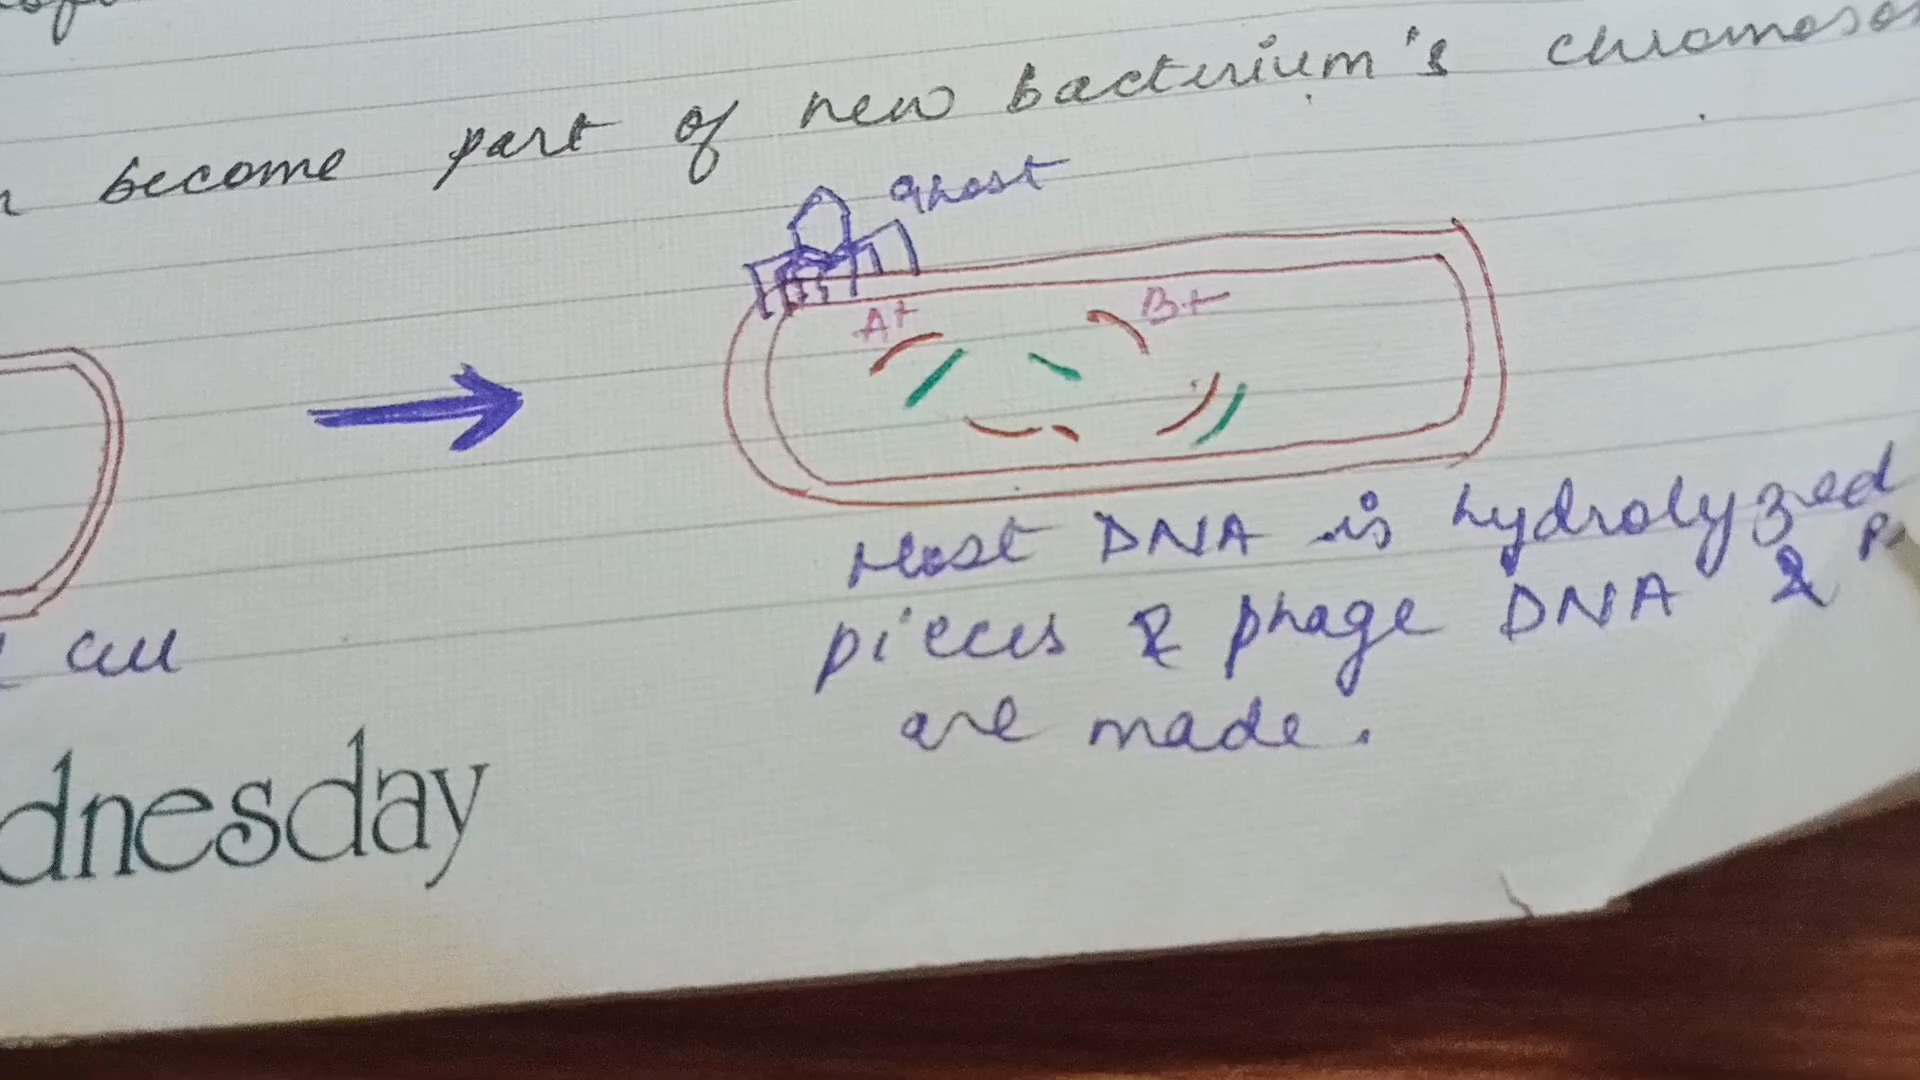 become part of new bacterium's chromoso
Ghost
A+
B+
Host DNA is hydrolyzed
pieces & phage DNA &
are made.
cell
dnesday